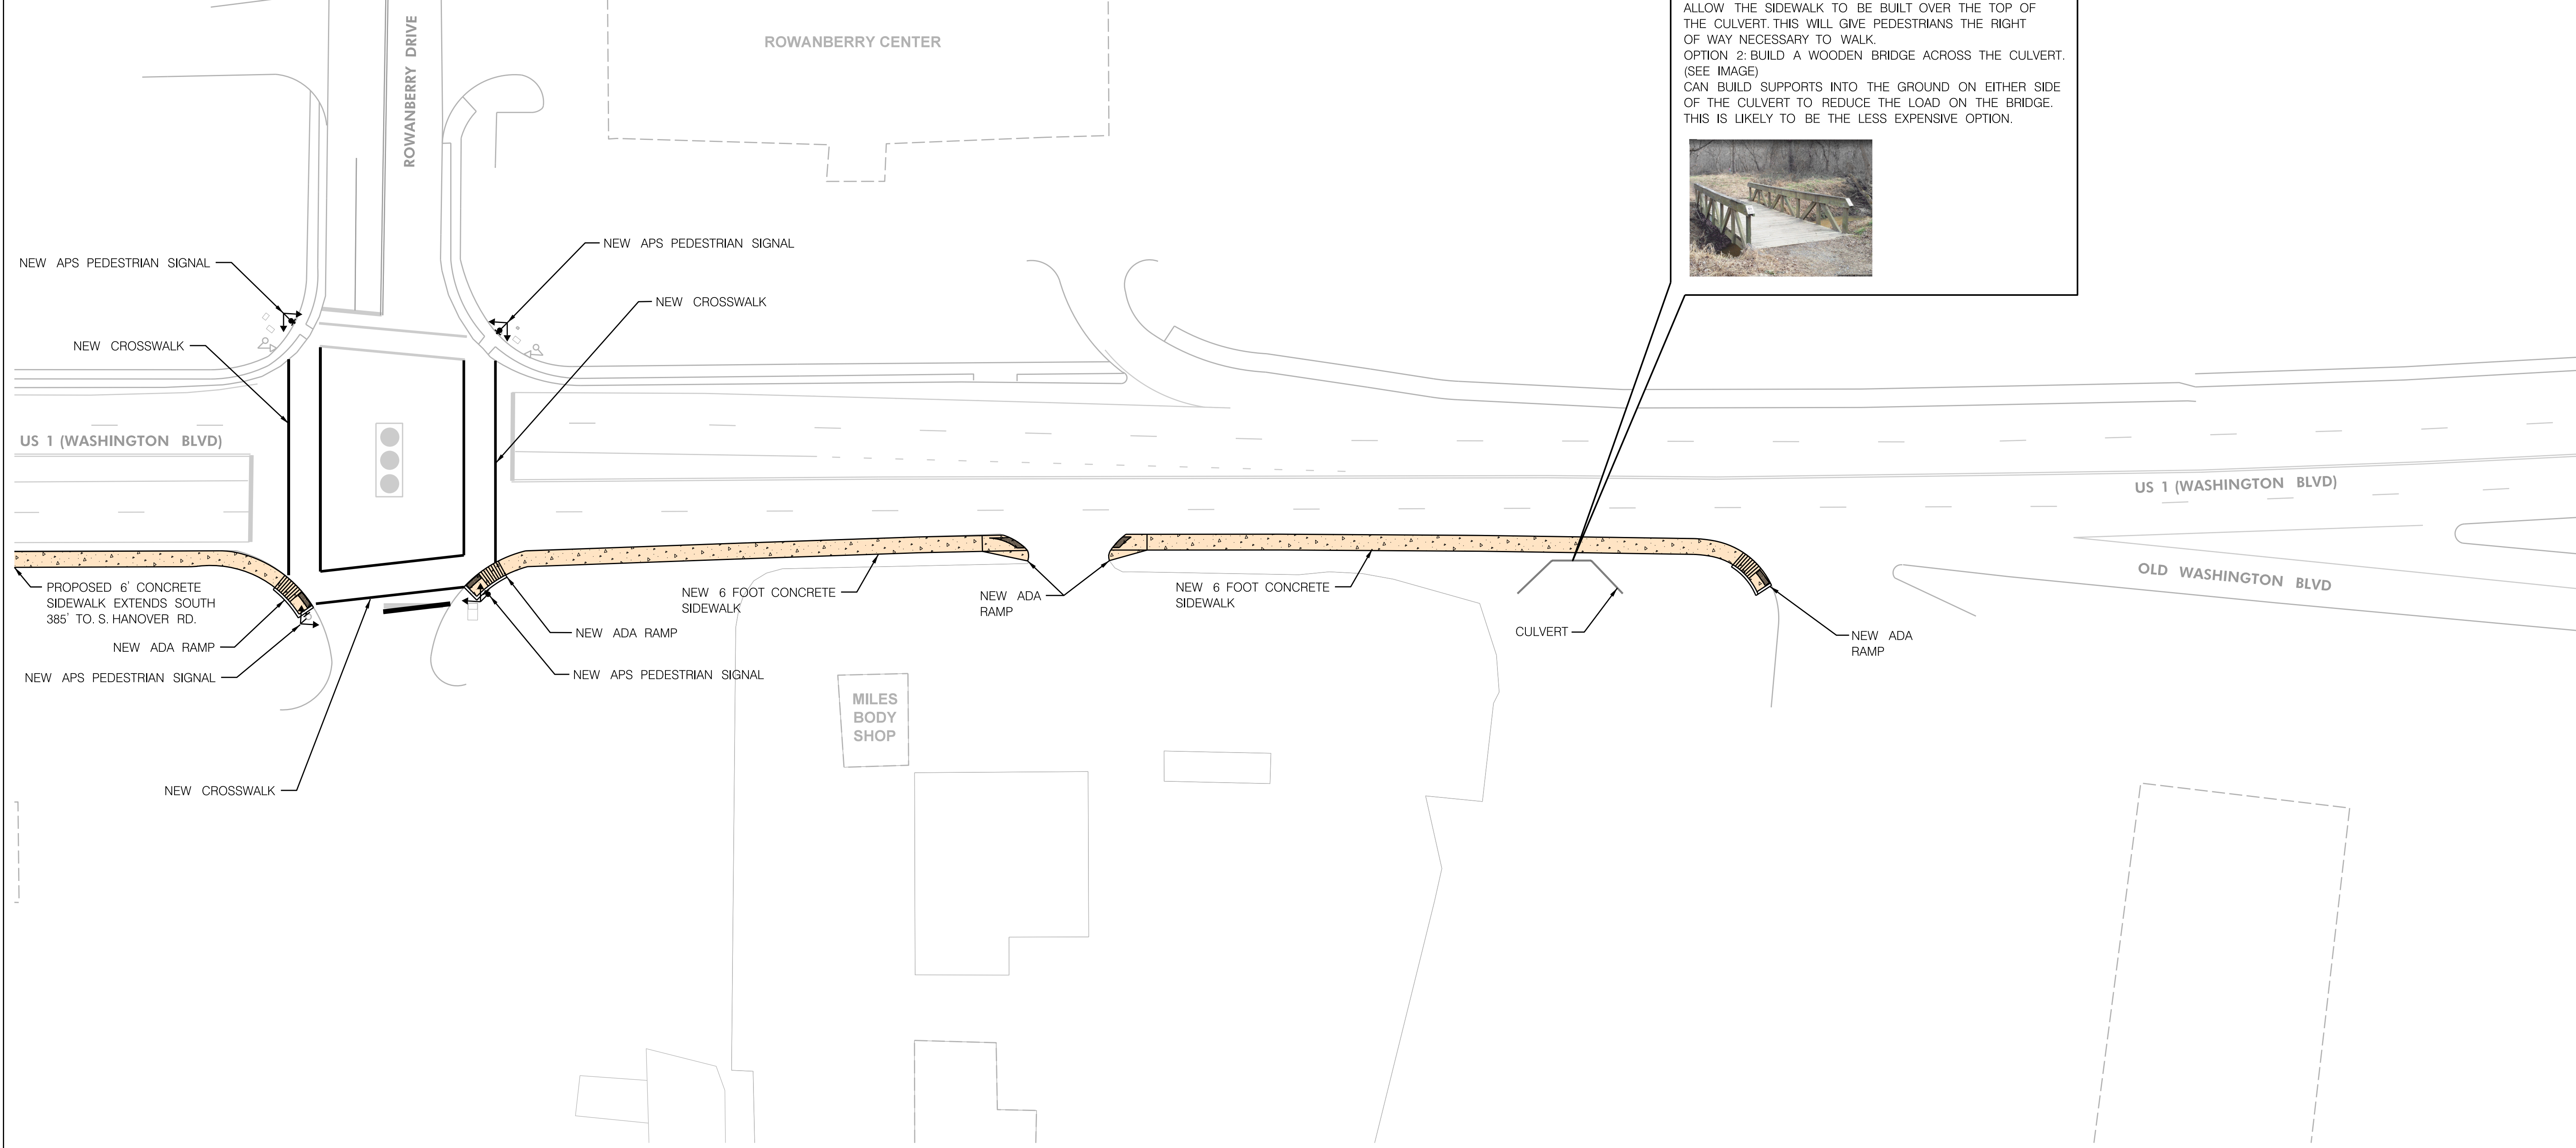 ALLOW THE SIDEWALK TO BE BUILT OVER THE TOP OF
THE CULVERT. THIS WILL GIVE PEDESTRIANS THE RIGHT
OF WAY NECESSARY TO WALK.
OPTION 2: BUILD A WOODEN BRIDGE ACROSS THE CULVERT.
(SEE IMAGE)
CAN BUILD SUPPORTS INTO THE GROUND ON EITHER SIDE
OF THE CULVERT TO REDUCE THE LOAD ON THE BRIDGE.
THIS IS LIKELY TO BE THE LESS EXPENSIVE OPTION.
ROWANBERRY DRIVE
ROWANBERRY CENTER
NEW APS PEDESTRIAN SIGNAL
NEW APS PEDESTRIAN SIGNAL
NEW CROSSWALK
NEW CROSSWALK
US 1 (WASHINGTON BLVD)
US 1 (WASHINGTON BLVD)
OLD WASHINGTON BLVD
PROPOSED 6' CONCRETE
SIDEWALK EXTENDS SOUTH
385' TO. S. HANOVER RD.
NEW ADA RAMP
NEW APS PEDESTRIAN SIGNAL
NEW 6 FOOT CONCRETE
SIDEWALK
NEW ADA
RAMP
NEW 6 FOOT CONCRETE
SIDEWALK
NEW ADA RAMP
NEW APS PEDESTRIAN SIGNAL
CULVERT
NEW ADA
RAMP
MILES
BODY
SHOP
NEW CROSSWALK